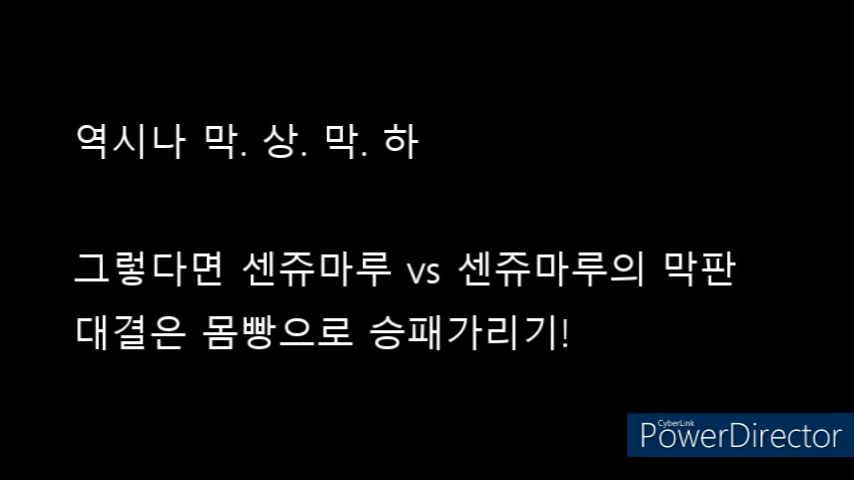 역시나 막. 상. 막. 하
그렇다면 센쥬마루 vs 센쥬마루의 막판
대결은 몸빵으로 승패가리기!
CyberLink
PowerDirector